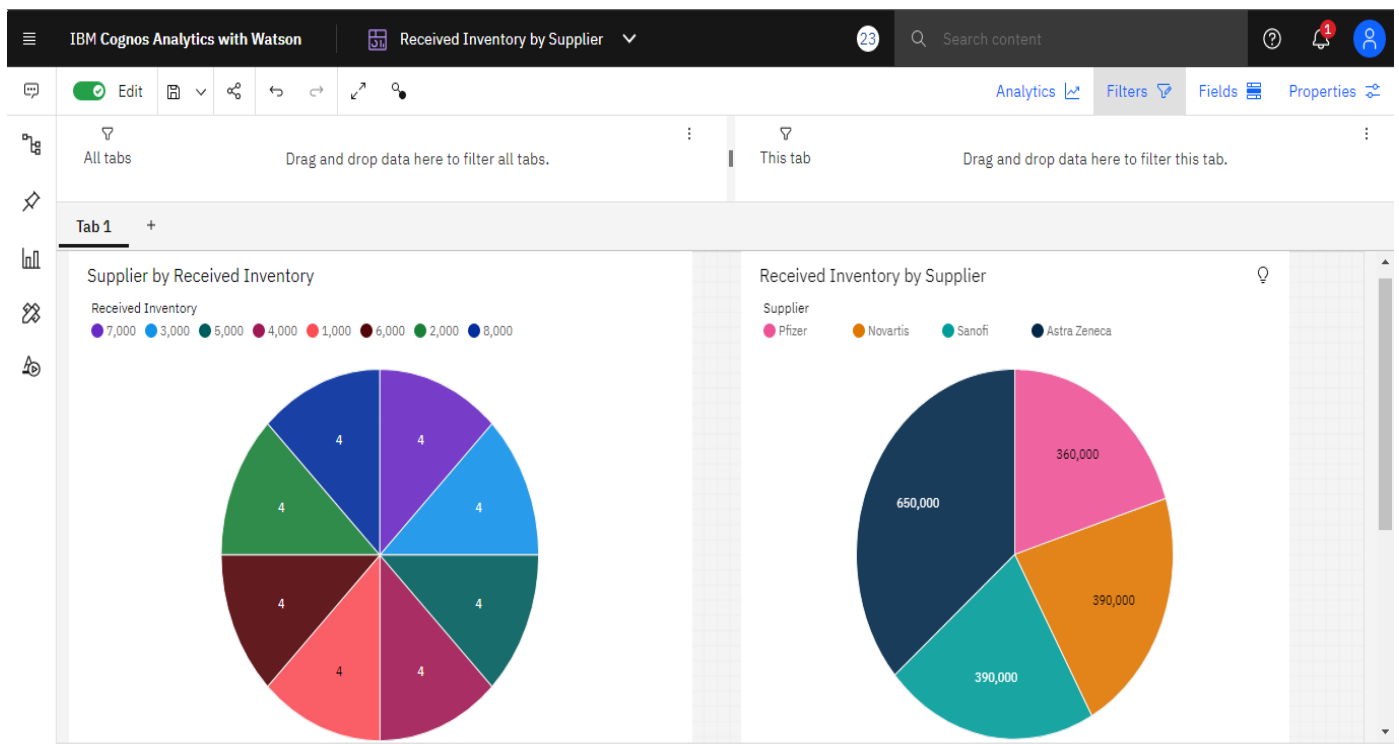 IBM Cognos Analytics with Watson
Received Inventory by Supplier
23
Search content
1
Edit
Analytics
Filters
Fields
Properties
All tabs
Drag and drop data here to filter all tabs.
This tab
Drag and drop data here to filter this tab.
Tab 1 +
Supplier by Received Inventory
Received Inventory
7,000 3,000 5,000 4,000 1,000 6,000 2,000 8,000
4 4
4 4
4 4
4 4
Received Inventory by Supplier
Supplier
Pfizer Novartis Sanofi Astra Zeneca
360,000
650,000
390,000
390,000